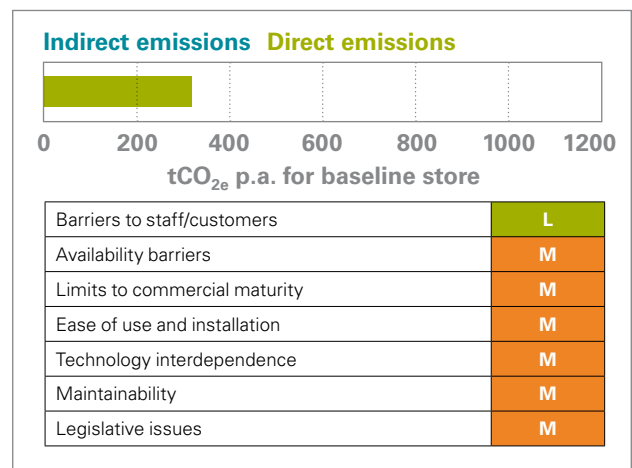 Indirect emissions Direct emissions
0 200 400 600 800 1000 1200
tCO2e p.a. for baseline store
Barriers to staff/customers L
Availability barriers M
Limits to commercial maturity M
Ease of use and installation M
Technology interdependence M
Maintainability M
Legislative issues M